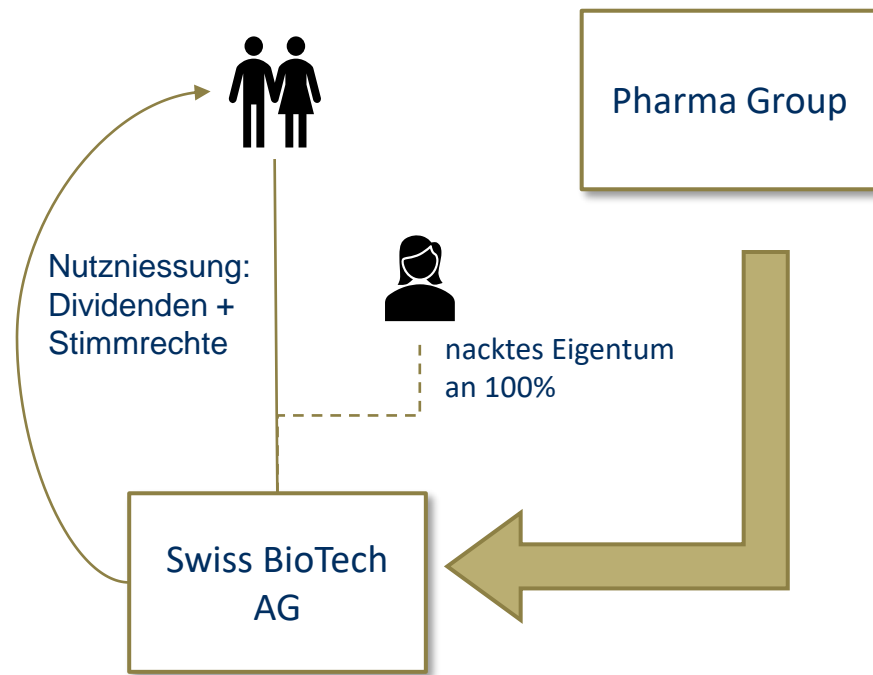 Pharma Group
Nutzniessung:
Dividenden +
Stimmrechte
nacktes Eigentum
an 100%
Swiss BioTech
AG